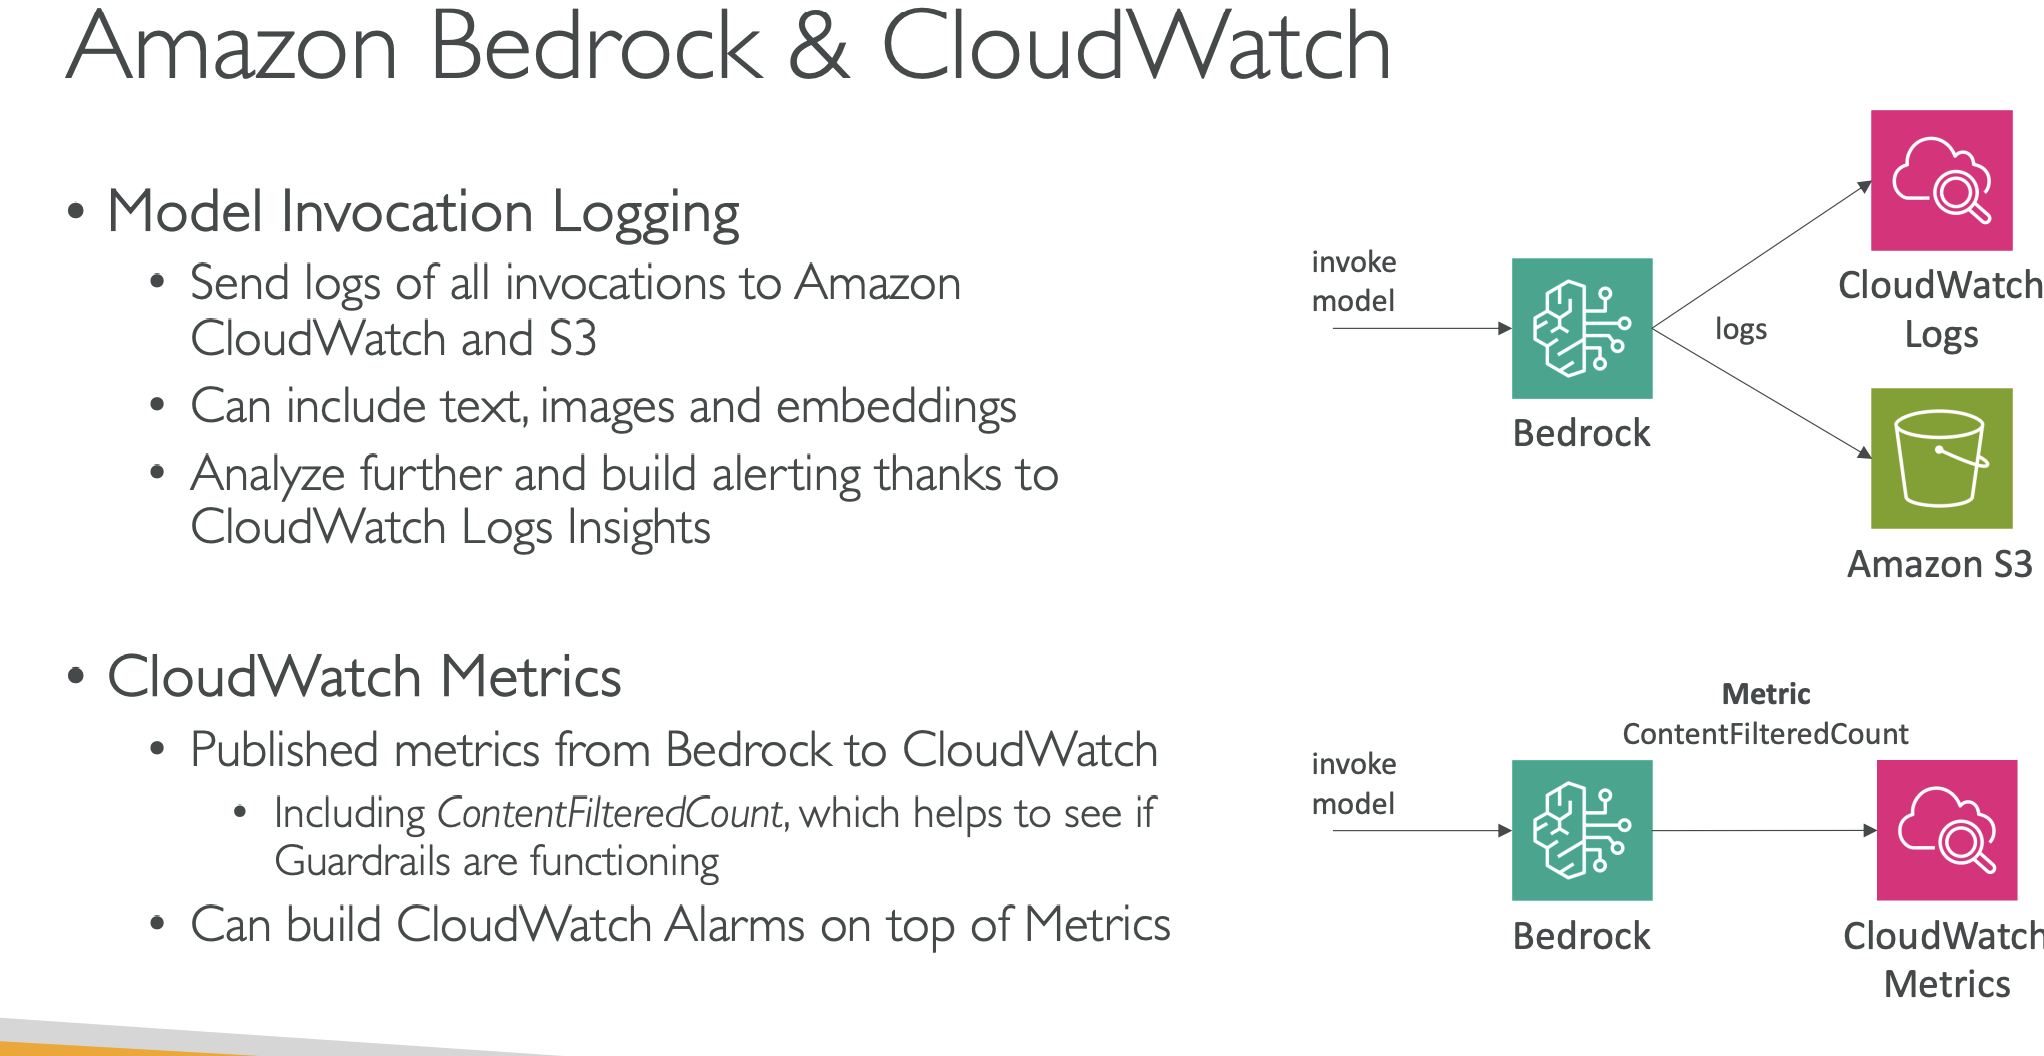 Amazon Bedrock & CloudWatch
• Model Invocation Logging
• Send logs of all invocations to Amazon
CloudWatch and S3
• Can include text, images and embeddings
• Analyze further and build alerting thanks to
CloudWatch Logs Insights
• CloudWatch Metrics
• Published metrics from Bedrock to CloudWatch
• Including ContentFilteredCount, which helps to see if
Guardrails are functioning
• Can build CloudWatch Alarms on top of Metrics
invoke
model
Bedrock
logs
CloudWatch
Logs
Amazon S3
invoke
model
Bedrock
Metric
ContentFilteredCount
CloudWatch
Metrics